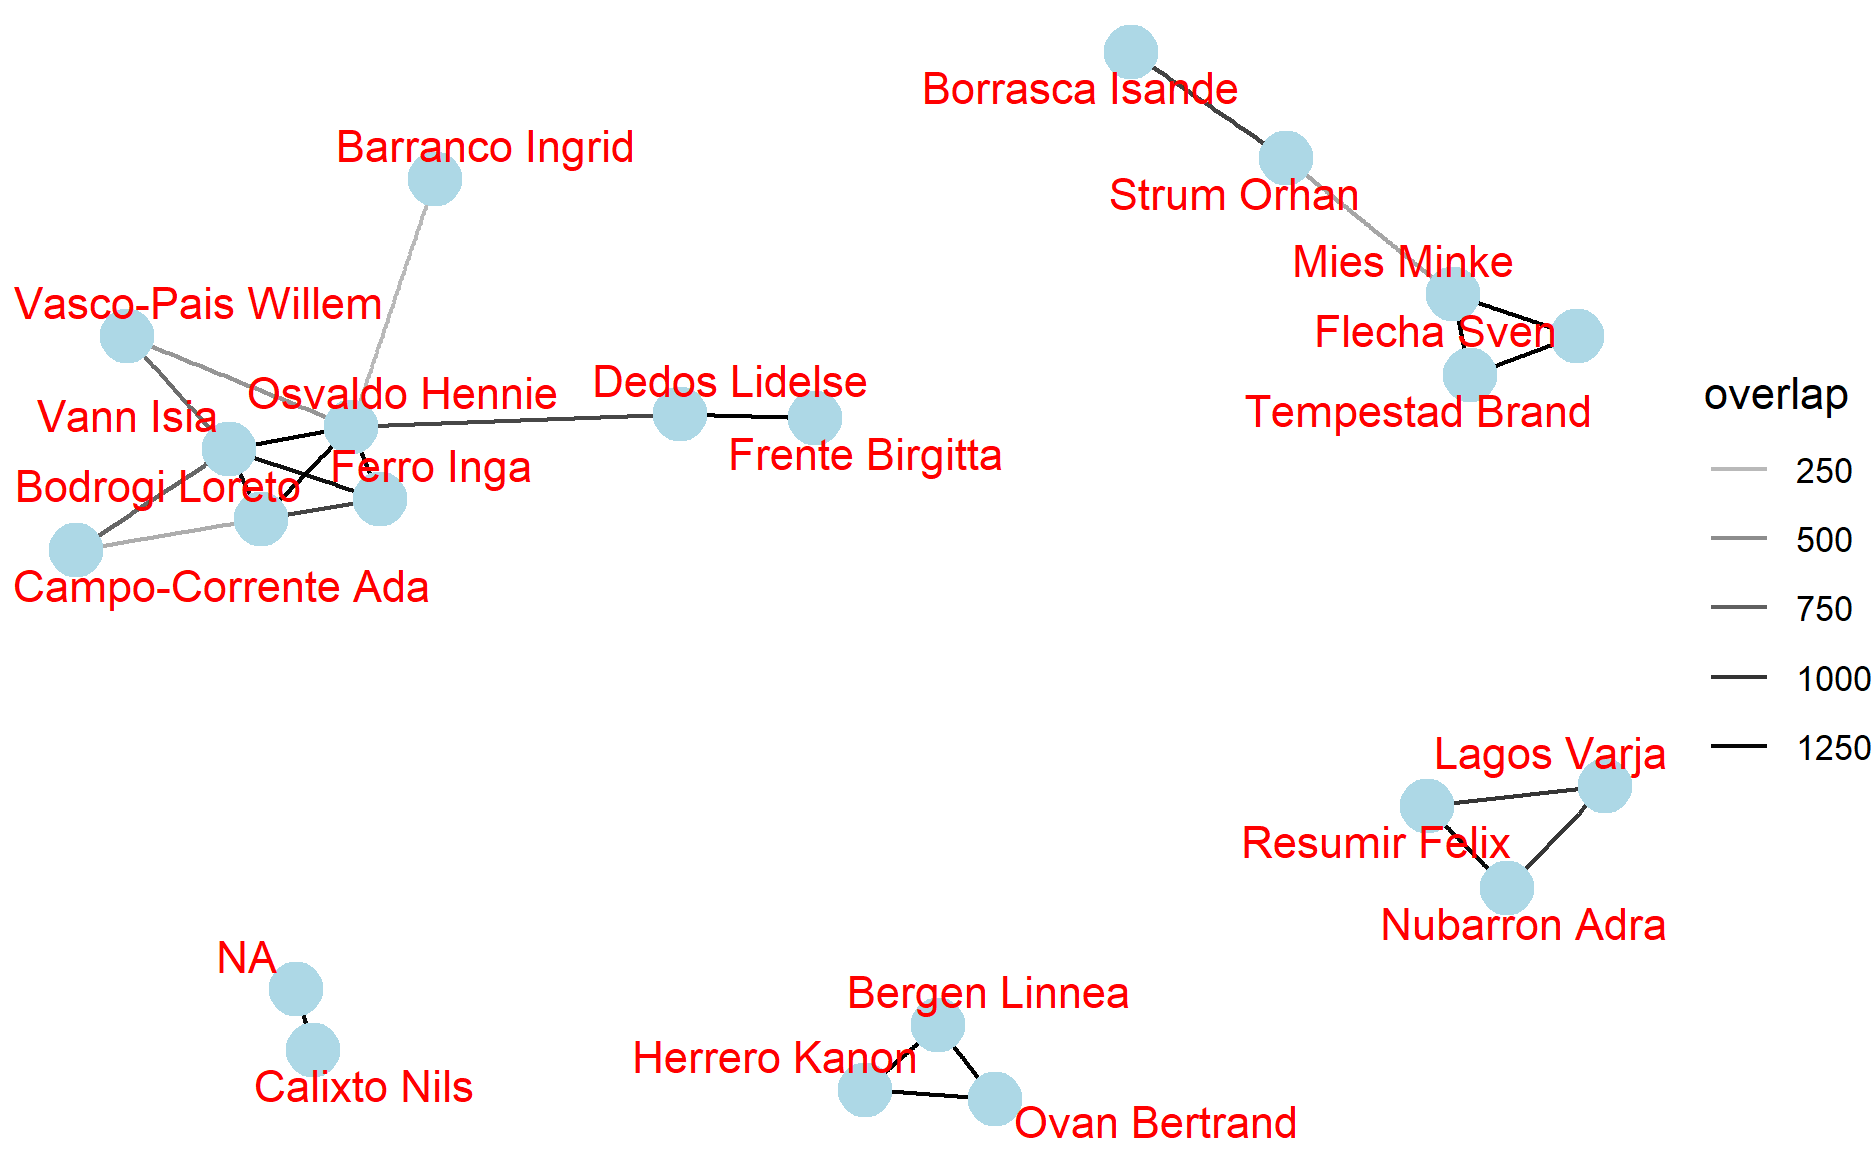 Borrasca Isande
Barranco Ingrid
Strum Orhan
Mies Minke
Vasco-Pais Willem
Flecha Sven
Osvaldo Hennie
Dedos Lidelse
Tempestad Brand
Vann Isia
Frente Birgitta
Ferro Inga
Bodrogi Loreto
Campo-Corrente Ada
overlap
250
500
750
1000
1250
Lagos Varja
Resumir Felix
Nubarron Adra
NA
Calixto Nils
Bergen Linnea
Herrero Kanon
Ovan Bertrand